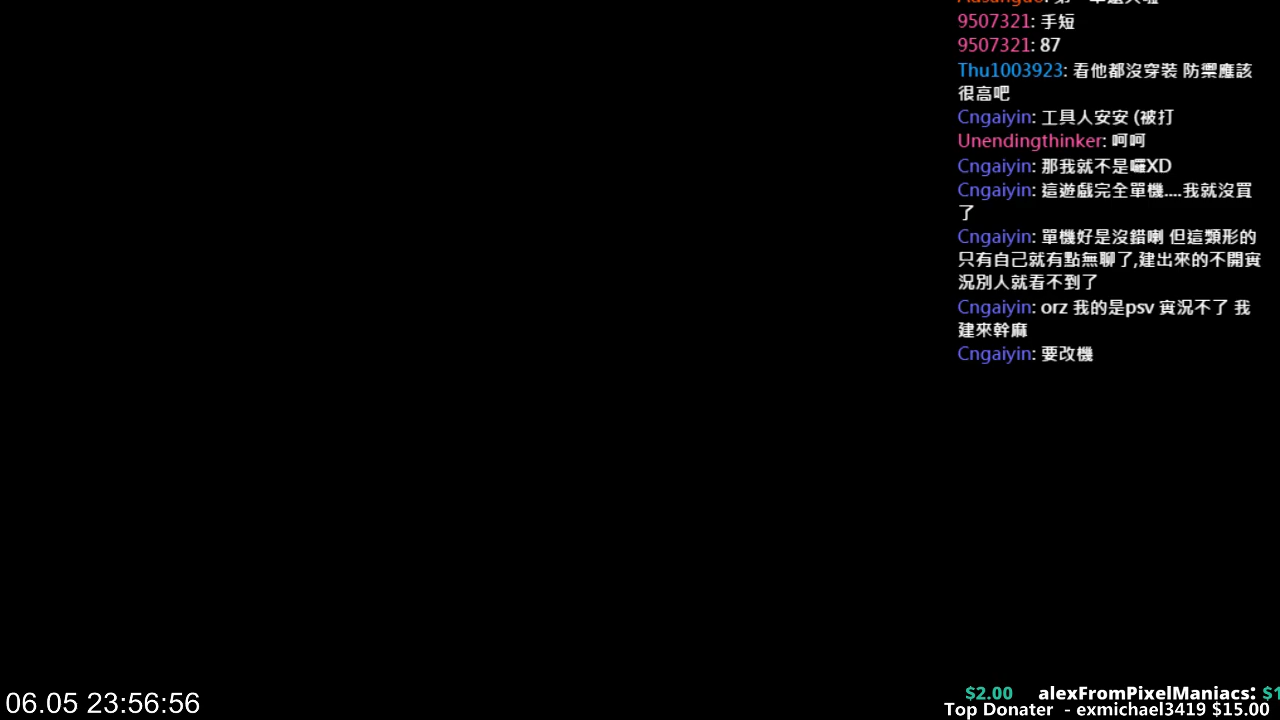 9507321: 手短
9507321: 87
Thu1003923: 看他都沒穿裝 防禦應該
很高吧
Cngaiyin: 工具人安安 (被打
Unendingthinker: 呵呵
Cngaiyin: 那我就不是囉XD
Cngaiyin: 這遊戲完全單機....我就沒買
了
Cngaiyin: 單機好是沒錯喇 但這類形的
只有自己就有點無聊了,建出來的不開實
況別人就看不到了
Cngaiyin: orz 我的是psv 實況不了 我
建來幹麻
Cngaiyin: 要改機
$2.00 alexFromPixelManiacs: $1
Top Donater - exmichael3419 $15.00
06.05 23:56:56